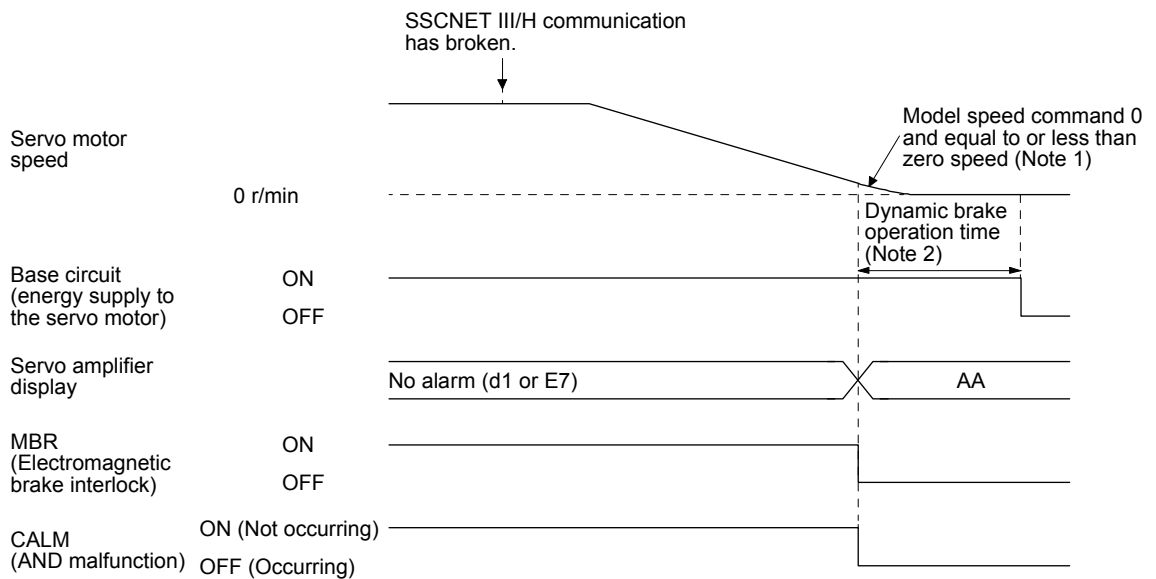 SSCNET III/H communication
has broken.
Servo motor
speed
0 r/min
Model speed command 0
and equal to or less than
zero speed (Note 1)
Dynamic brake
operation time
(Note 2)
Base circuit
(energy supply to
the servo motor)
ON
OFF
Servo amplifier
display
No alarm (d1 or E7)
AA
MBR
(Electromagnetic
brake interlock)
ON
OFF
CALM
(AND malfunction)
ON (Not occurring)
OFF (Occurring)